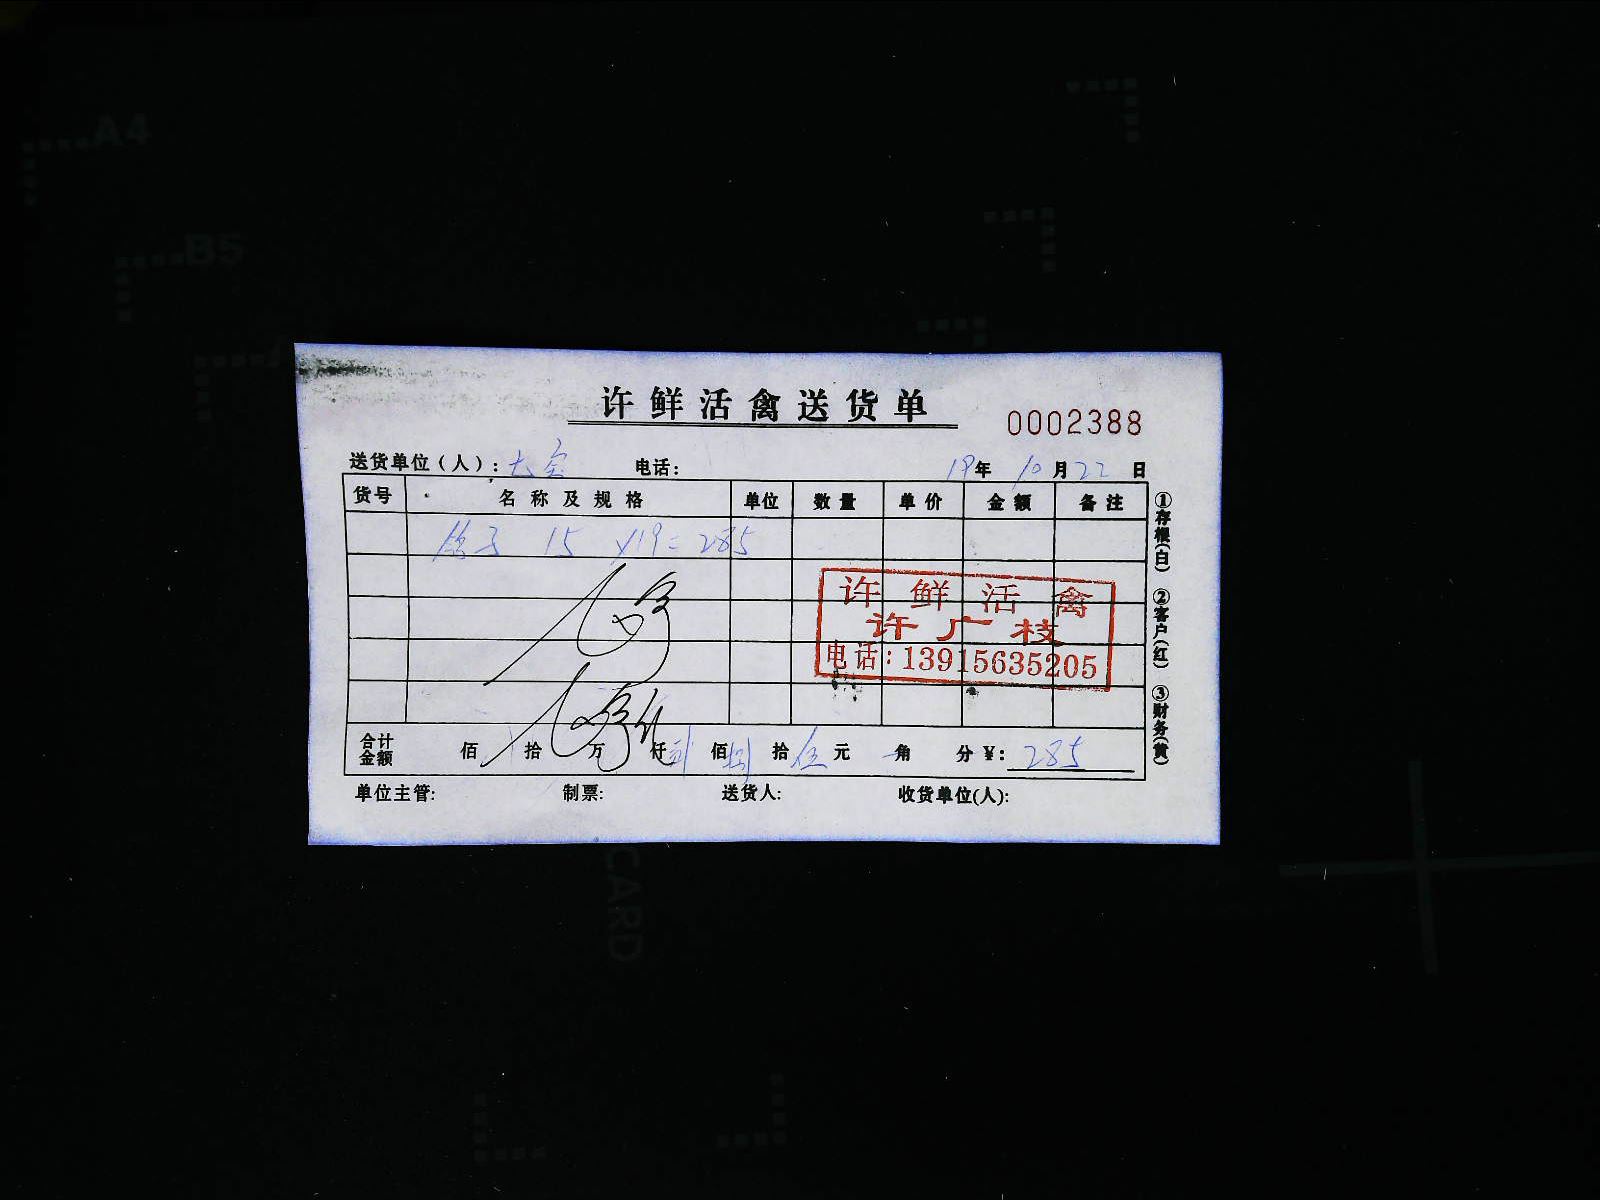 A4
B5
许鲜活禽送货单
0002388
送货单位（人）： 电话： 19年 10月22日
货号 名称及规格 单位 数量 单价 金额 备注
鸽子 15 ×19=285
许鲜活禽
许广枝
电话：13915635205
合计金额 佰 拾 万 仟 贰佰 捌拾 伍元 角 分 ¥：285
单位主管: 制票: 送货人: 收货单位(人):
①存根(白) ②客户(红) ③财务(黄)
CARD